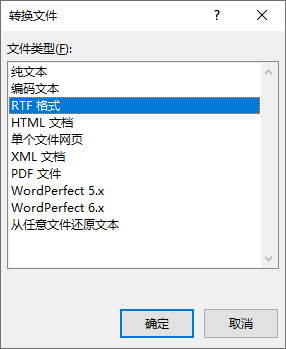 转换文件
文件类型(F):
纯文本
编码文本
RTF 格式
HTML 文档
单个文件网页
XML 文档
PDF 文件
WordPerfect 5.x
WordPerfect 6.x
从任意文件还原文本
确定
取消